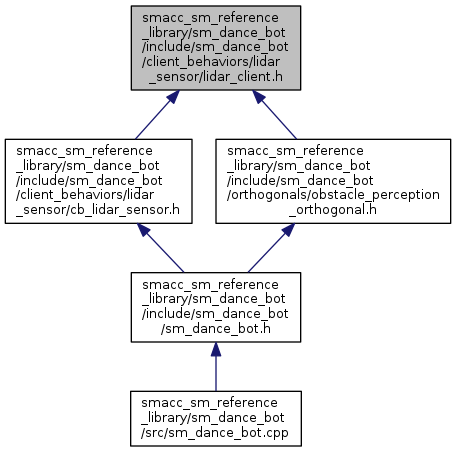 smacc_sm_reference
_library/sm_dance_bot
/include/sm_dance_bot
/client_behaviors/lidar
_sensor/lidar_client.h
smacc_sm_reference
_library/sm_dance_bot
/include/sm_dance_bot
/client_behaviors/lidar
_sensor/cb_lidar_sensor.h
smacc_sm_reference
_library/sm_dance_bot
/include/sm_dance_bot
/orthogonals/obstacle_perception
_orthogonal.h
smacc_sm_reference
_library/sm_dance_bot
/include/sm_dance_bot
/sm_dance_bot.h
smacc_sm_reference
_library/sm_dance_bot
/src/sm_dance_bot.cpp